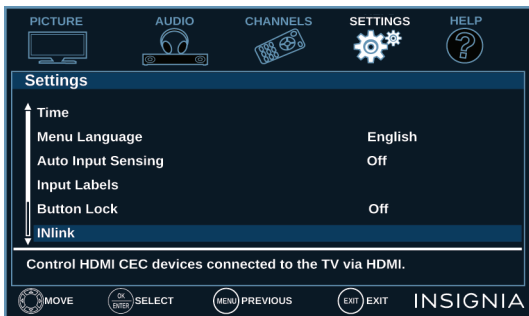 PICTURE AUDIO CHANNELS SETTINGS HELP
Settings
Time
Menu Language English
Auto Input Sensing Off
Input Labels
Button Lock Off
INlink
Control HDMI CEC devices connected to the TV via HDMI.
MOVE OK ENTER SELECT MENU PREVIOUS EXIT EXIT INSIGNIA